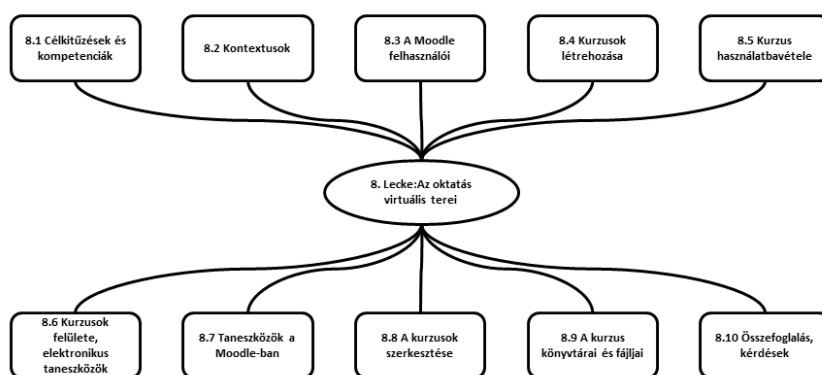 8.1 Célkitűzések és
kompetenciák
8.2 Kontextusok
8.3 A Moodle
felhasználói
8.4 Kurzusok
létrehozása
8.5 Kurzus
használatbavétele
8. Lecke:Az oktatás
virtuális terei
8.6 Kurzusok
felülete,
elektronikus
taneszközök
8.7 Taneszközök a
Moodle-ban
8.8 A kurzusok
szerkesztése
8.9 A kurzus
könyvtárai és fájljai
8.10 Összefoglalás,
kérdések